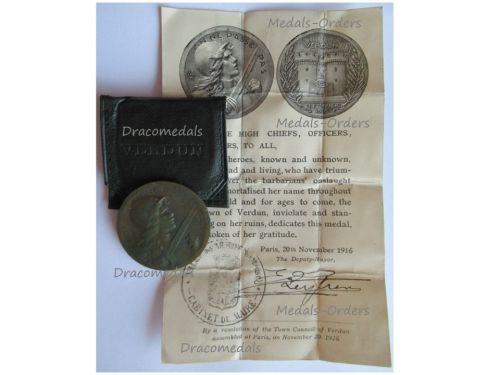 Medals-Orders
ON NE PASSE PAS
VERDUN
Medals-Orders
Dracomedals
VERDUN
HIGH CHIEFS, OFFICERS,
TO ALL,
heroes, known and unknown,
and living, who have trium-
the barbarians' onslaught
immortalised her name throughout
world and for ages to come, the
Town of Verdun, inviolate and stan-
on her ruins, dedicates this medal,
token of her gratitude.
Paris, 20th November 1916
The Deputy-Mayor,
Dracomedals
CABINET DU MAIRE
Medals-Orders
By a resolution of the Town Council of Verdun
assembled at Paris, on November 20 1916
Dracomedals